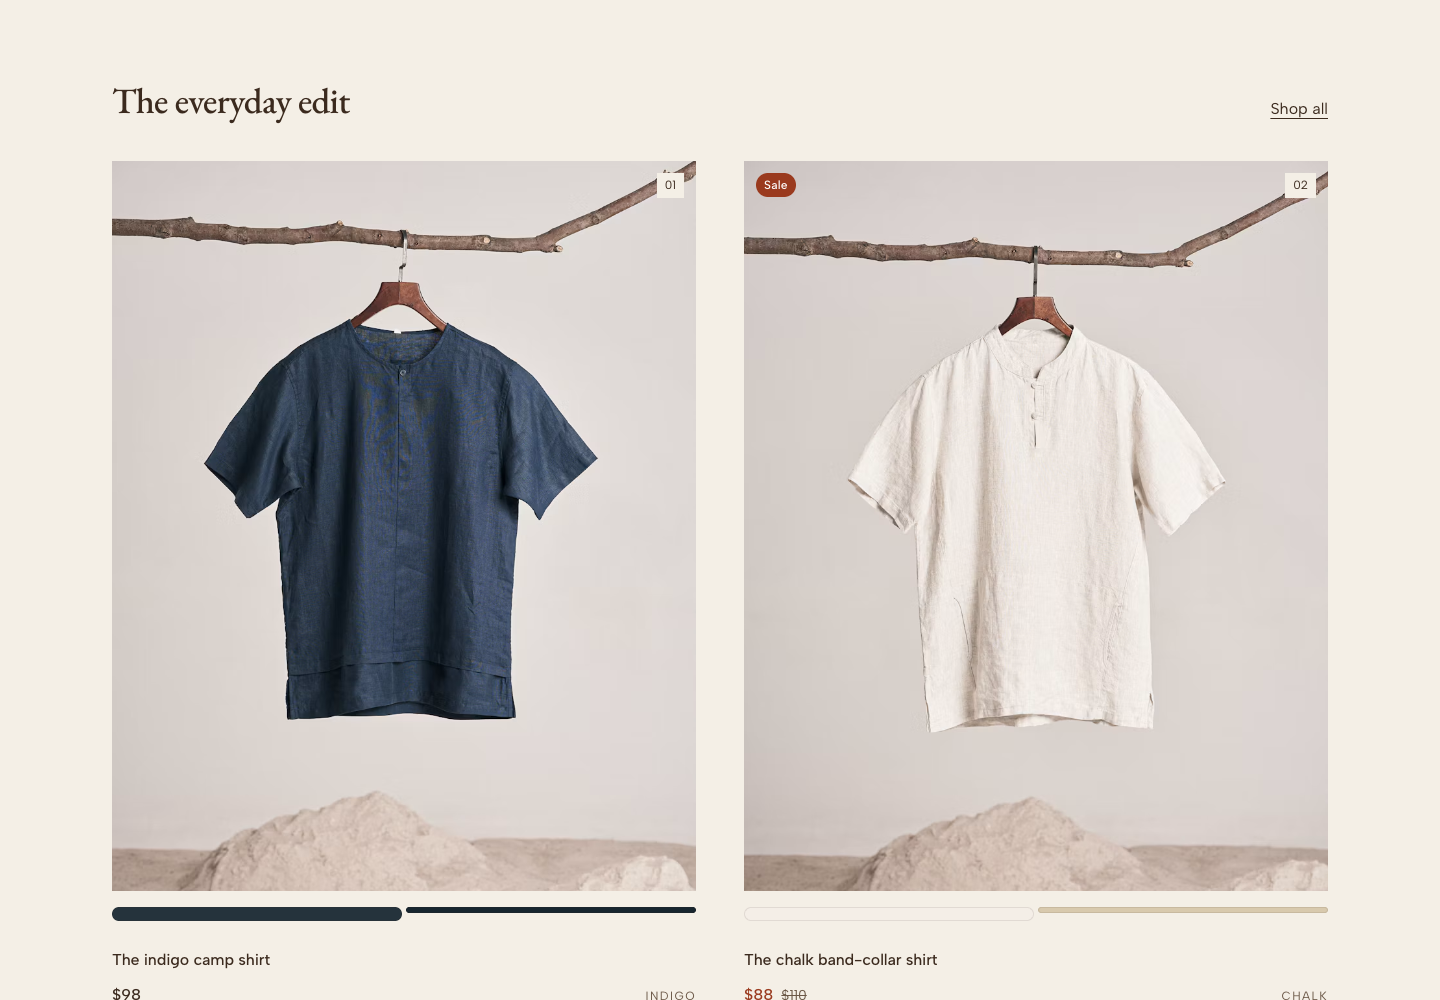 The everyday edit
Shop all
01
Sale
02
The indigo camp shirt
The chalk band-collar shirt
$98
INDIGO
$88 $110
CHALK